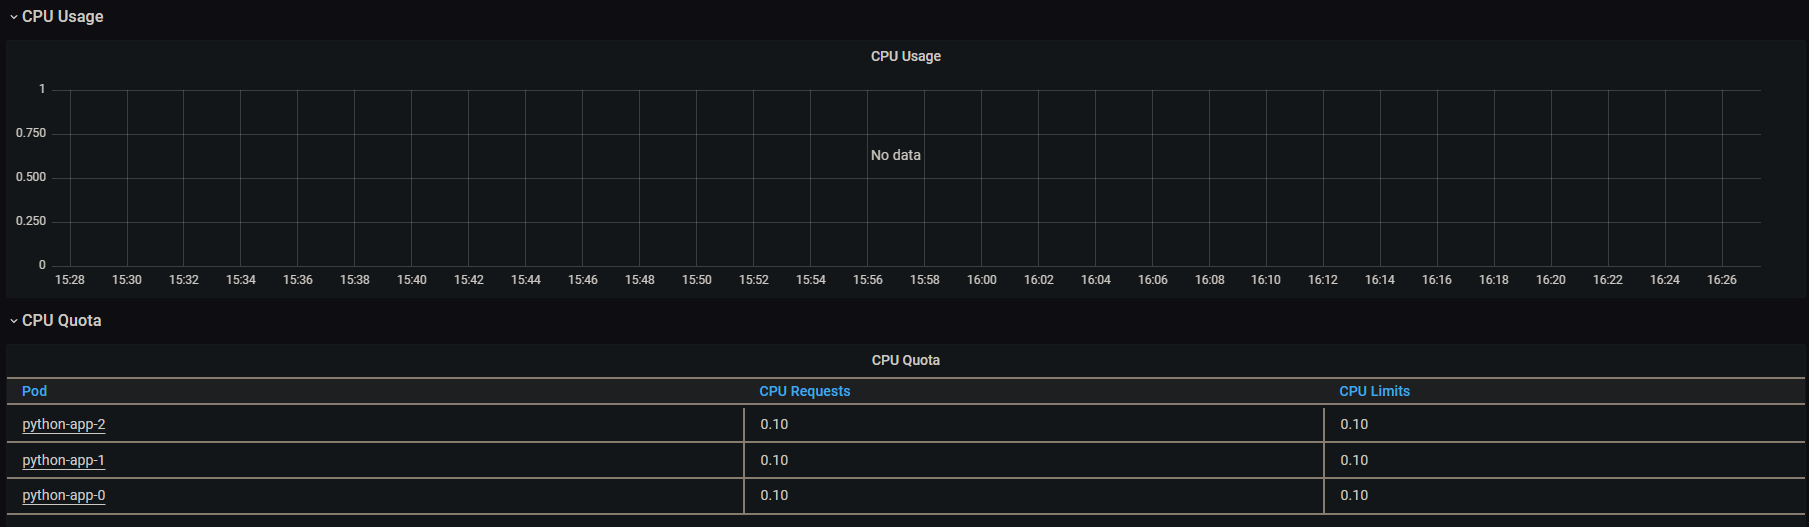 CPU Usage
CPU Usage
1
0.750
No data
0.500
0.250
0
15:28 15:30 15:32 15:34 15:36 15:38 15:40 15:42 15:44 15:46 15:48 15:50 15:52 15:54 15:56 15:58 16:00 16:02 16:04 16:06 16:08 16:10 16:12 16:14 16:16 16:18 16:20 16:22 16:24 16:26
CPU Quota
CPU Quota
Pod CPU Requests CPU Limits
python-app-2 0.10 0.10
python-app-1 0.10 0.10
python-app-0 0.10 0.10